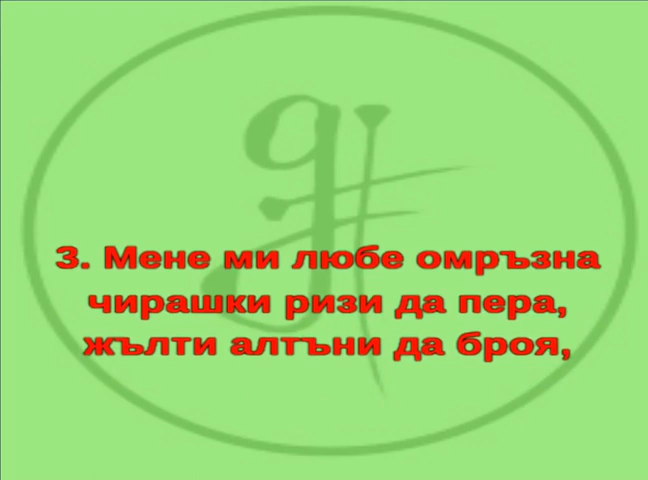 3. Мене ми любе омръзна
чирашки ризи да пера,
жълти алтъни да броя,